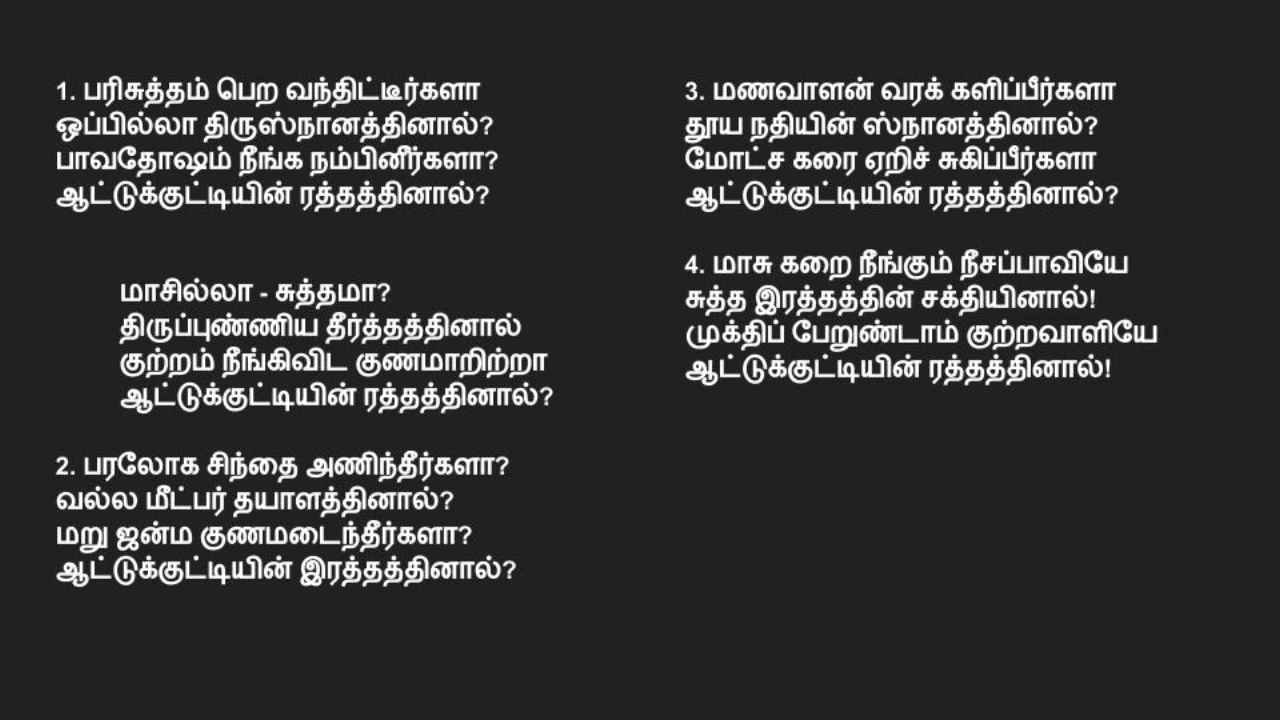 1. பரிசுத்தம் பெற வந்திட்டீர்களா
ஒப்பில்லா திருஸ்நானத்தினால்?
பாவதோஷம் நீங்க நம்பினீர்களா?
ஆட்டுக்குட்டியின் ரத்தத்தினால்?
மாசில்லா - சுத்தமா?
திருப்புண்ணிய தீர்த்தத்தினால்
குற்றம் நீங்கிவிட குணமாறிற்றா
ஆட்டுக்குட்டியின் ரத்தத்தினால்?
2. பரலோக சிந்தை அணிந்தீர்களா?
வல்ல மீட்பர் தயாளத்தினால்?
மறு ஜன்ம குணமடைந்தீர்களா?
ஆட்டுக்குட்டியின் இரத்தத்தினால்?
3. மணவாளன் வரக் களிப்பீர்களா
தூய நதியின் ஸ்நானத்தினால்?
மோட்ச கரை ஏறிச் சுகிப்பீர்களா
ஆட்டுக்குட்டியின் ரத்தத்தினால்?
4. மாசு கறை நீங்கும் நீசப்பாவியே
சுத்த இரத்தத்தின் சக்தியினால்!
முக்திப் பேறுண்டாம் குற்றவாளியே
ஆட்டுக்குட்டியின் ரத்தத்தினால்!